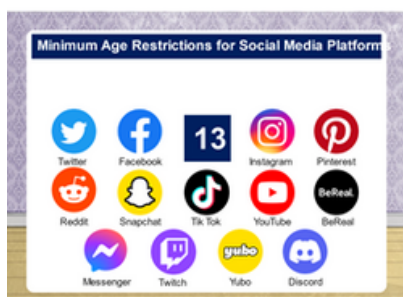 Minimum Age Restrictions for Social Media Platforms
13
Twitter Facebook Instagram Pinterest
BeReal.
Reddit Snapchat Tik Tok YouTube BeReal
yubo
Messenger Twitch Yubo Discord